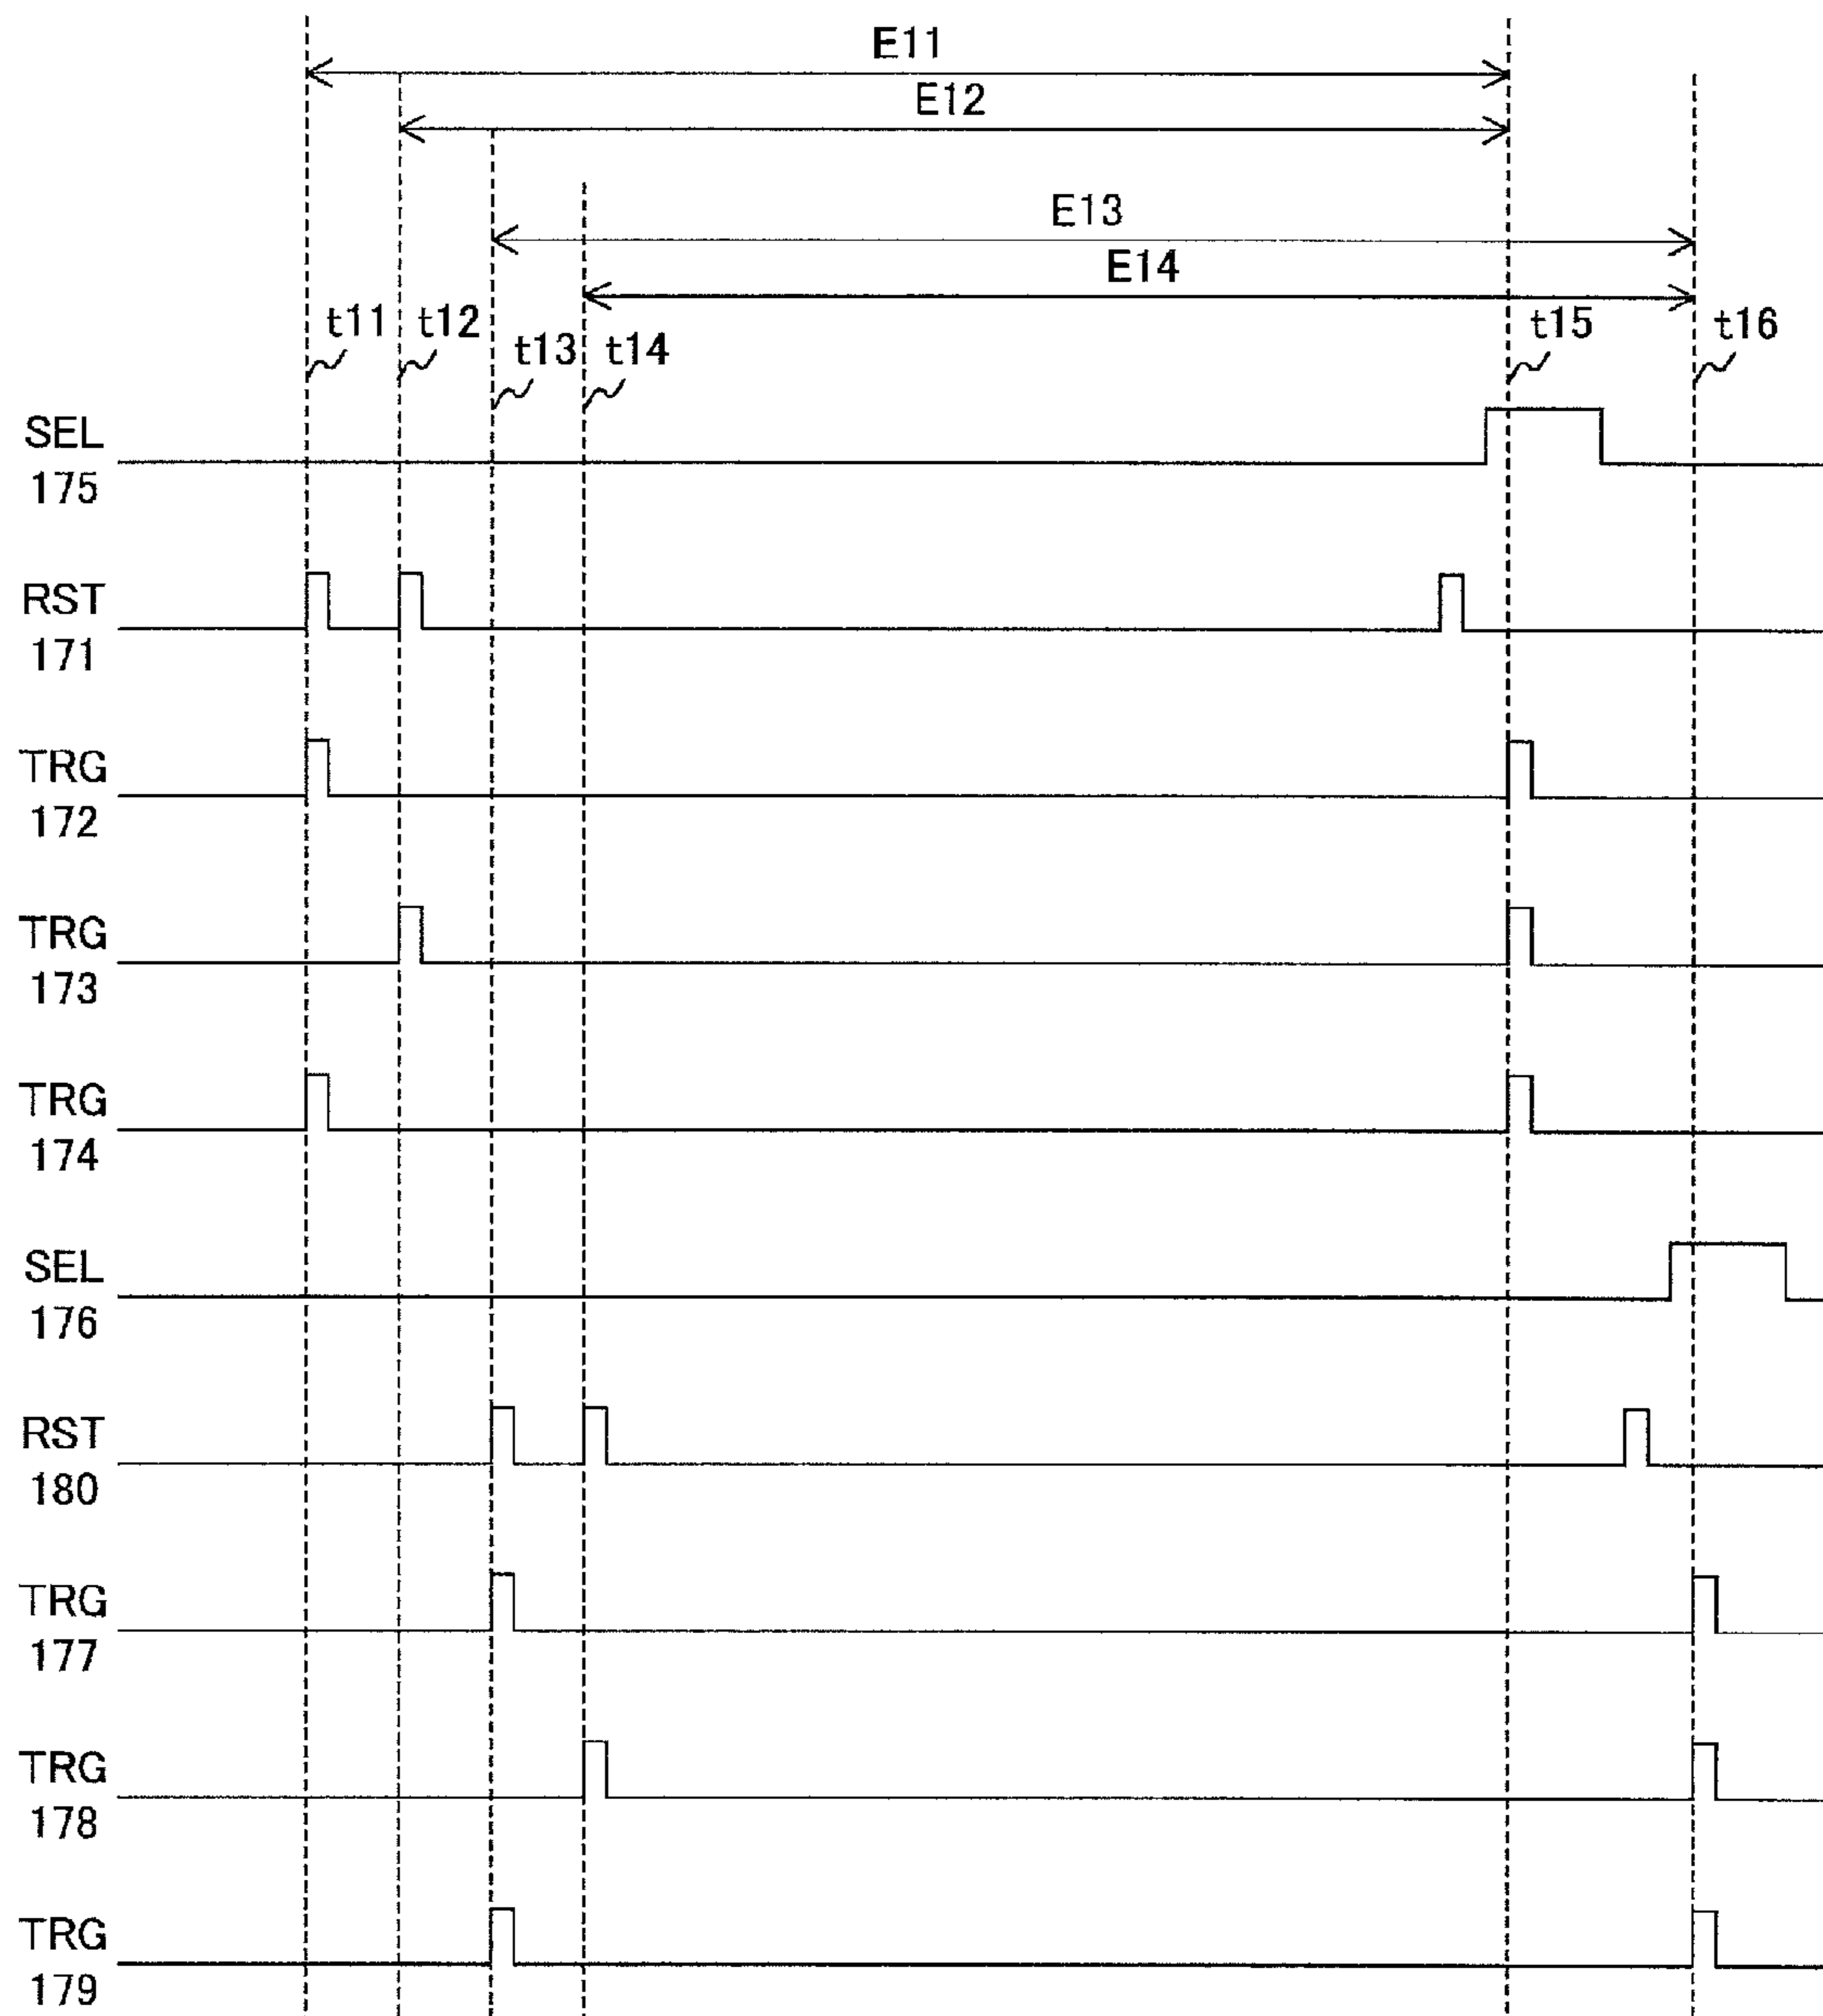 E11
E12
E13
E14
t11 t12 t13 t14 t15 t16
SEL
175
RST
171
TRG
172
TRG
173
TRG
174
SEL
176
RST
180
TRG
177
TRG
178
TRG
179